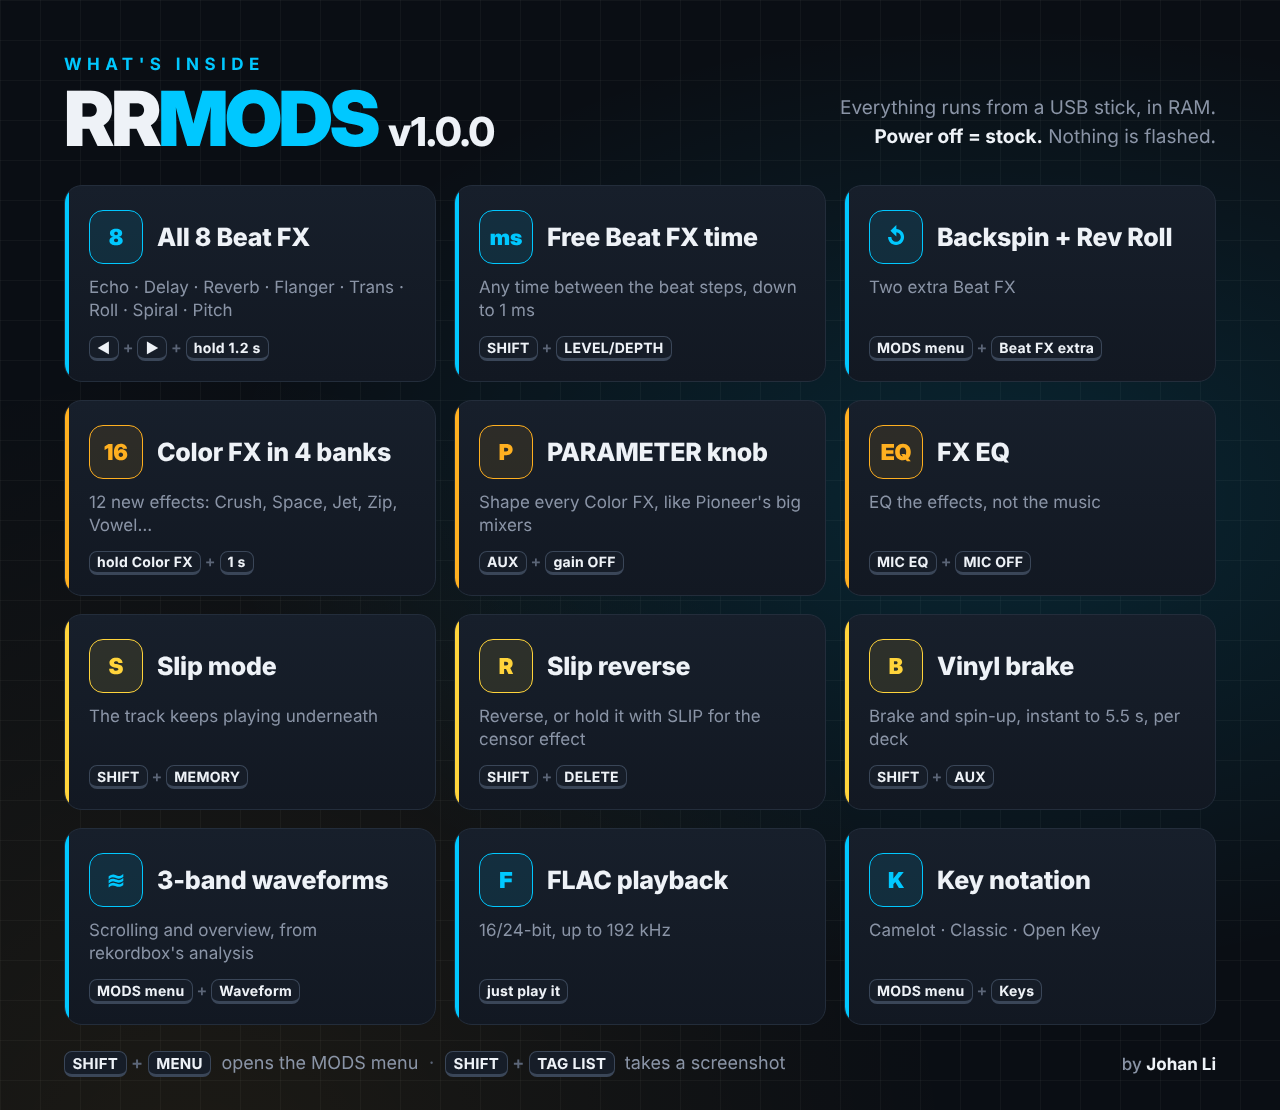 WHAT'S INSIDE
RRMODS v1.0.0
Everything runs from a USB stick, in RAM.
Power off = stock. Nothing is flashed.
8 All 8 Beat FX
Echo · Delay · Reverb · Flanger · Trans ·
Roll · Spiral · Pitch
◀ + ▶ + hold 1.2 s
ms Free Beat FX time
Any time between the beat steps, down
to 1 ms
SHIFT + LEVEL/DEPTH
↺ Backspin + Rev Roll
Two extra Beat FX
MODS menu + Beat FX extra
16 Color FX in 4 banks
12 new effects: Crush, Space, Jet, Zip,
Vowel...
hold Color FX + 1 s
P PARAMETER knob
Shape every Color FX, like Pioneer's big
mixers
AUX + gain OFF
EQ FX EQ
EQ the effects, not the music
MIC EQ + MIC OFF
S Slip mode
The track keeps playing underneath
SHIFT + MEMORY
R Slip reverse
Reverse, or hold it with SLIP for the
censor effect
SHIFT + DELETE
B Vinyl brake
Brake and spin-up, instant to 5.5 s, per
deck
SHIFT + AUX
≋ 3-band waveforms
Scrolling and overview, from
rekordbox's analysis
MODS menu + Waveform
F FLAC playback
16/24-bit, up to 192 kHz
just play it
K Key notation
Camelot · Classic · Open Key
MODS menu + Keys
SHIFT + MENU opens the MODS menu · SHIFT + TAG LIST takes a screenshot
by Johan Li